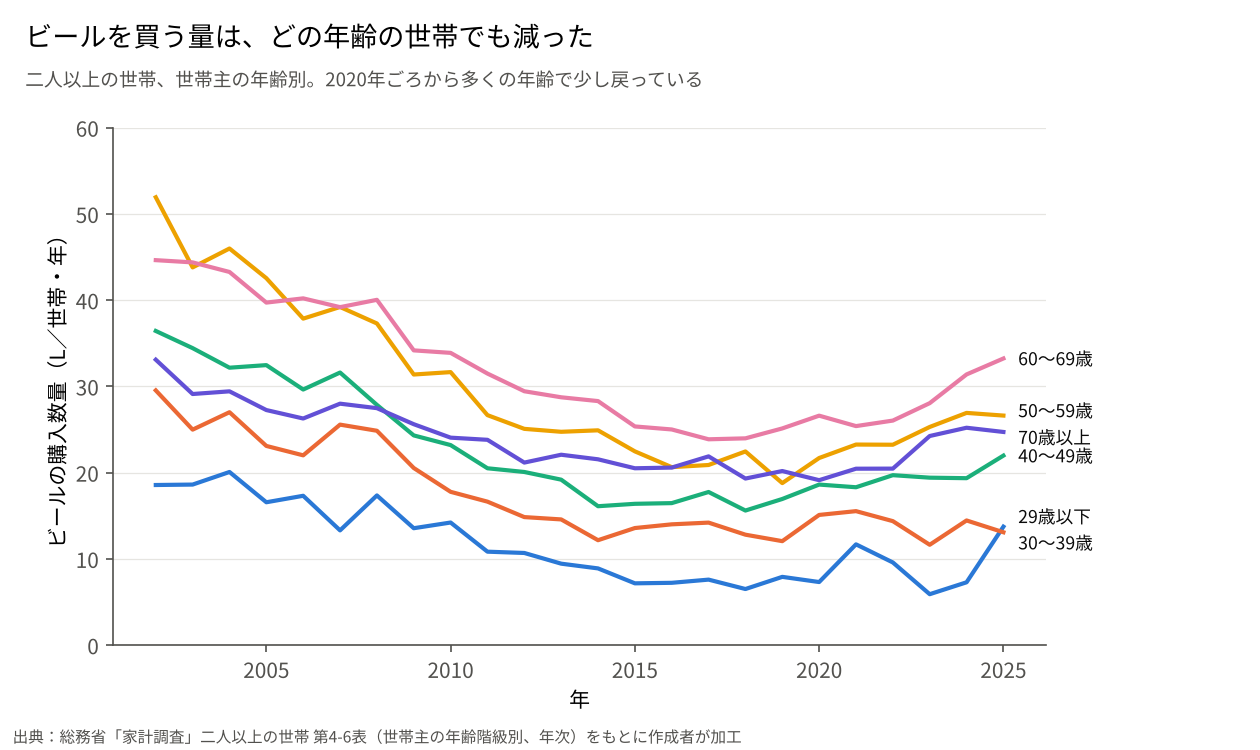 ビールを買う量は、どの年齢の世帯でも減った
二人以上の世帯、世帯主の年齢別。2020年ごろから多くの年齢で少し戻っている
ビールの購入数量（L／世帯・年）
60
50
40
30
20
10
0
60〜69歳
50〜59歳
70歳以上
40〜49歳
29歳以下
30〜39歳
2005
2010
2015
2020
2025
年
出典：総務省「家計調査」二人以上の世帯 第4-6表（世帯主の年齢階級別、年次）をもとに作成者が加工